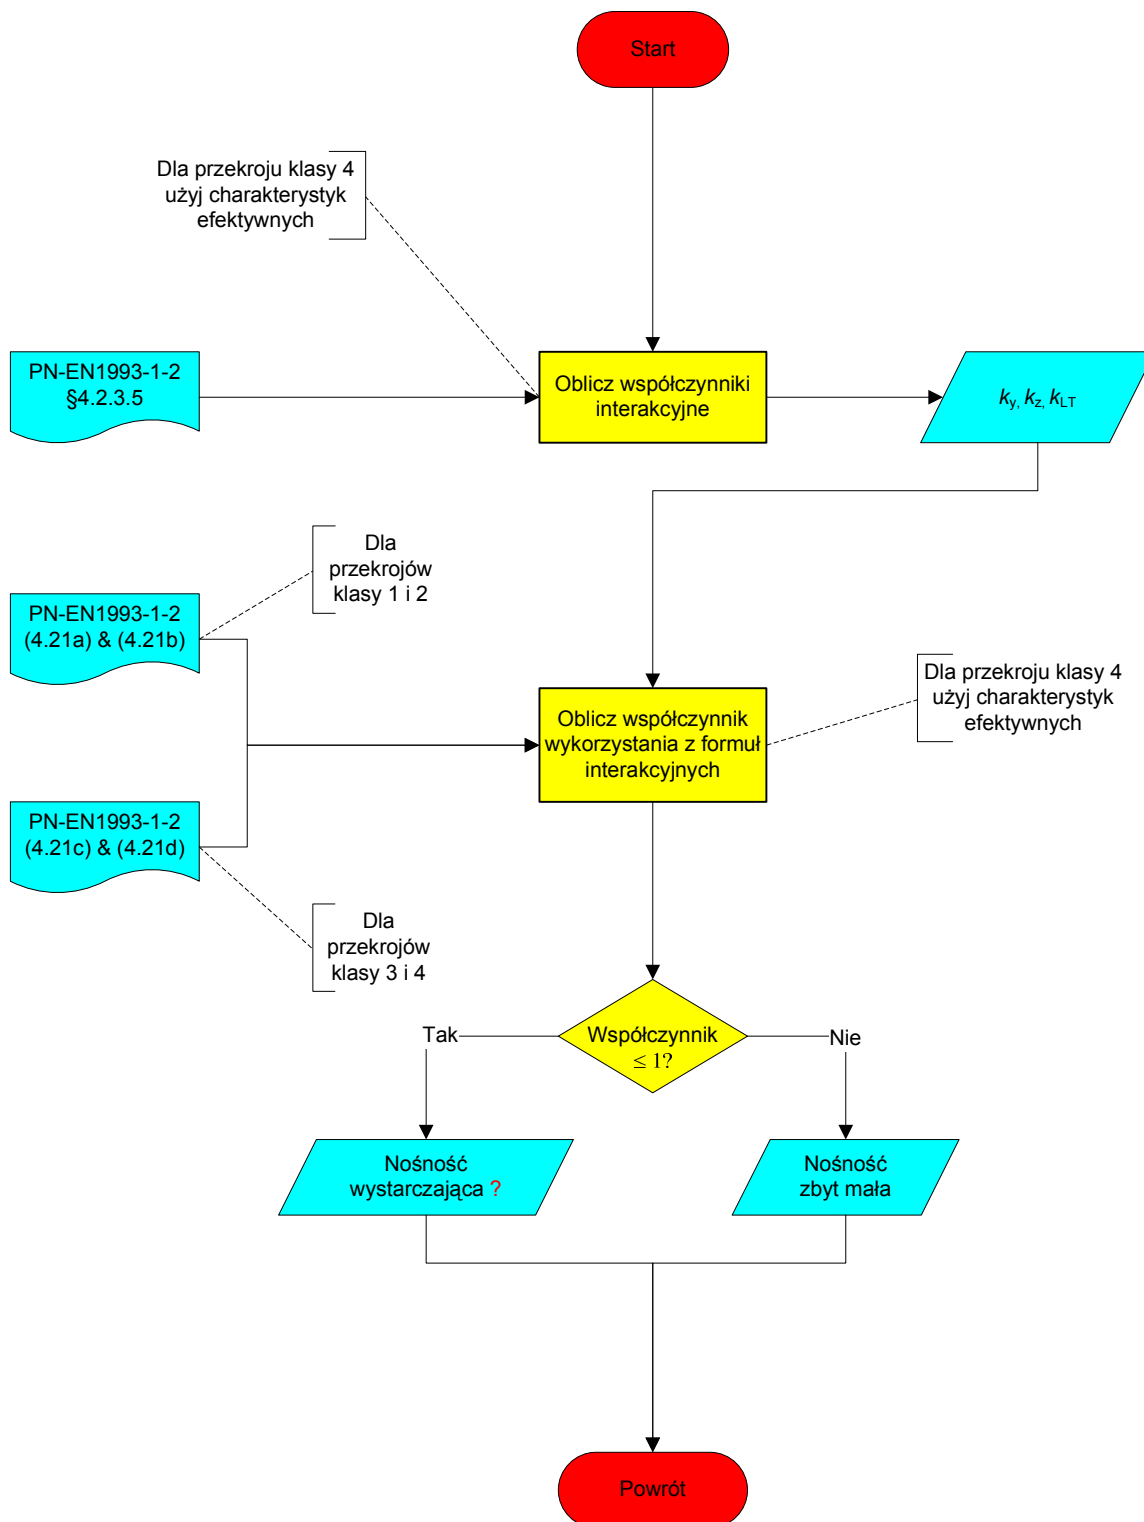 Start
Dla przekroju klasy 4
użyj charakterystyk
efektywnych
PN-EN1993-1-2
§4.2.3.5
Oblicz współczynniki
interakcyjne
ky, kz, kLT
Dla
przekrojów
klasy 1 i 2
PN-EN1993-1-2
(4.21a) & (4.21b)
Dla przekroju klasy 4
użyj charakterystyk
efektywnych
Oblicz współczynnik
wykorzystania z formuł
interakcyjnych
PN-EN1993-1-2
(4.21c) & (4.21d)
Dla
przekrojów
klasy 3 i 4
Tak
Współczynnik
≤ 1?
Nie
Nośność
wystarczająca ?
Nośność
zbyt mała
Powrót